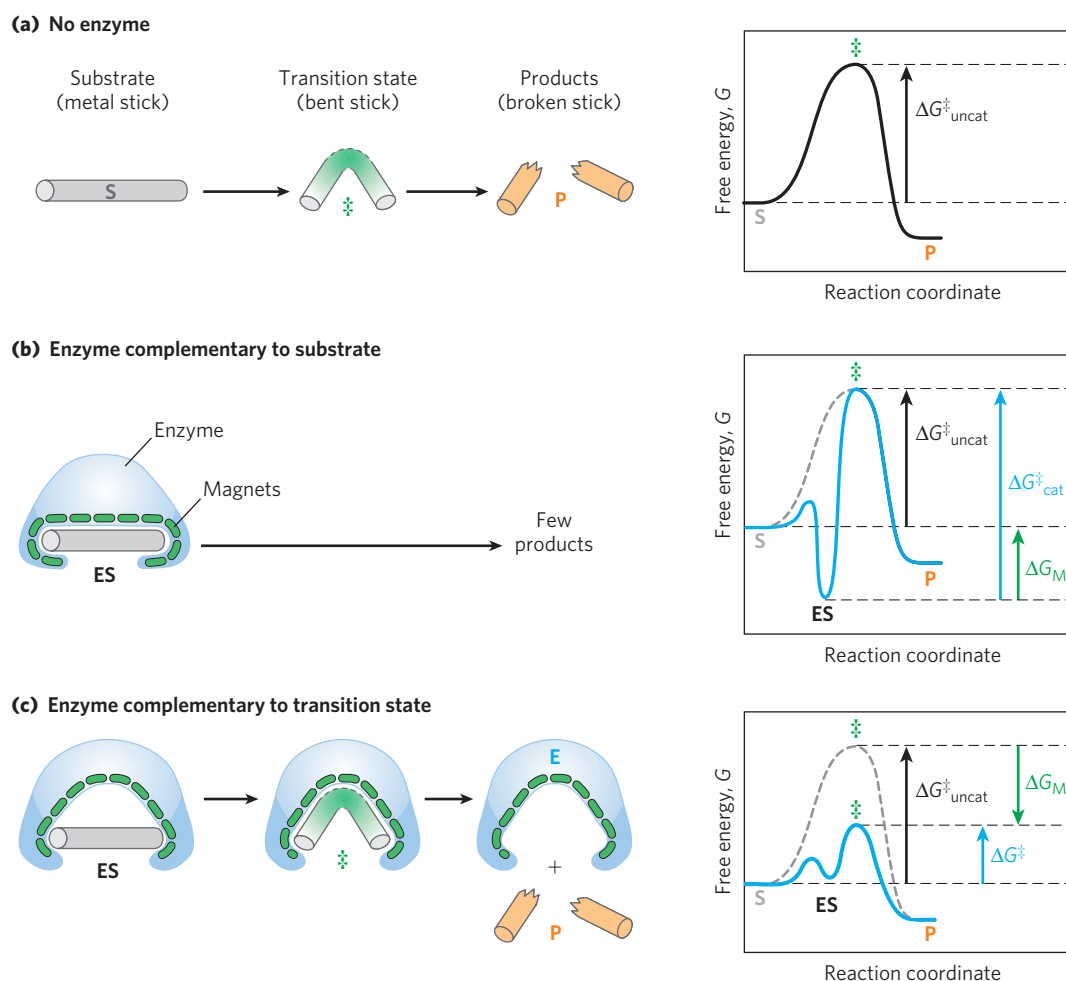 (a) No enzyme
Substrate
(metal stick)
Transition state
(bent stick)
Products
(broken stick)
S
‡
P
Free energy, G
‡
ΔG‡uncat
S
P
Reaction coordinate
(b) Enzyme complementary to substrate
Enzyme
Magnets
ES
Few
products
Free energy, G
‡
ΔG‡uncat
ΔG‡cat
S
ΔGM
P
ES
Reaction coordinate
(c) Enzyme complementary to transition state
ES
‡
E
+
P
Free energy, G
‡
ΔG‡uncat
ΔGM
‡
ΔG‡
S
ES
P
Reaction coordinate